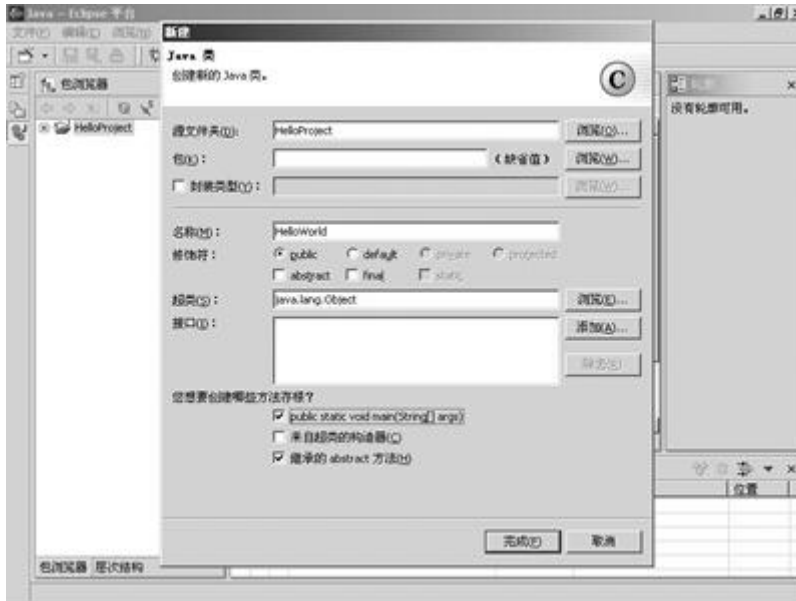 Java - Eclipse 平台
文件(F) 编辑(E) 浏览(N)
新建
Java 类
创建新的 Java 类。
C
包浏览器
HelloProject
源文件夹(D):
HelloProject
浏览(O)...
包(K):
(缺省值)
浏览(W)...
封装类型(Y):
浏览(W)...
没有轮廓可用。
名称(M):
HelloWorld
修饰符:
public
default
private
protected
abstract
final
static
超类(S):
java.lang.Object
浏览(E)...
接口(I):
添加(A)...
除去(R)
您想要创建哪些方法存根?
public static void main(String[] args)
来自超类的构造器(C)
继承的 abstract 方法(H)
位置
完成(F)
取消
包浏览器 层次结构